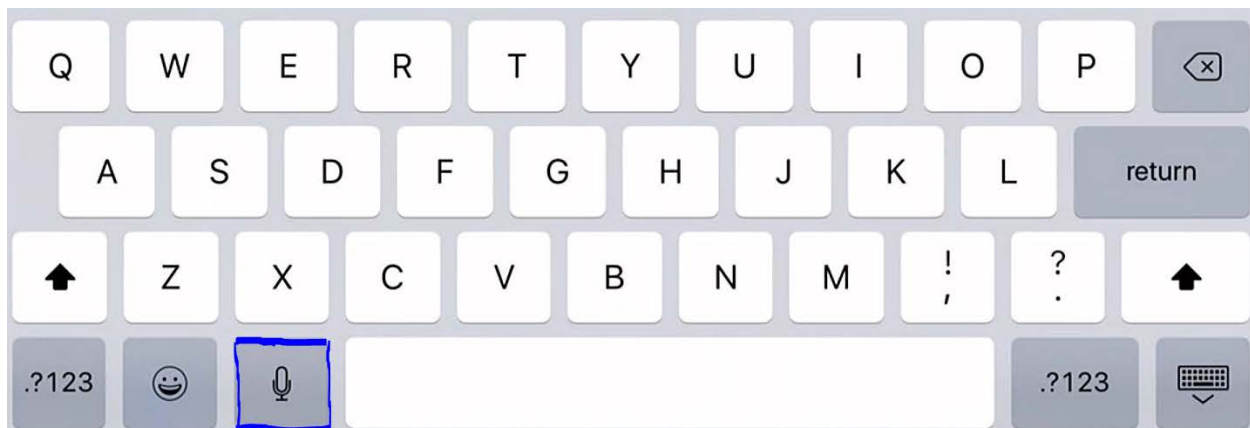 Q W E R T Y U I O P
A S D F G H J K L return
Z X C V B N M ! , ? .
.?123 .?123